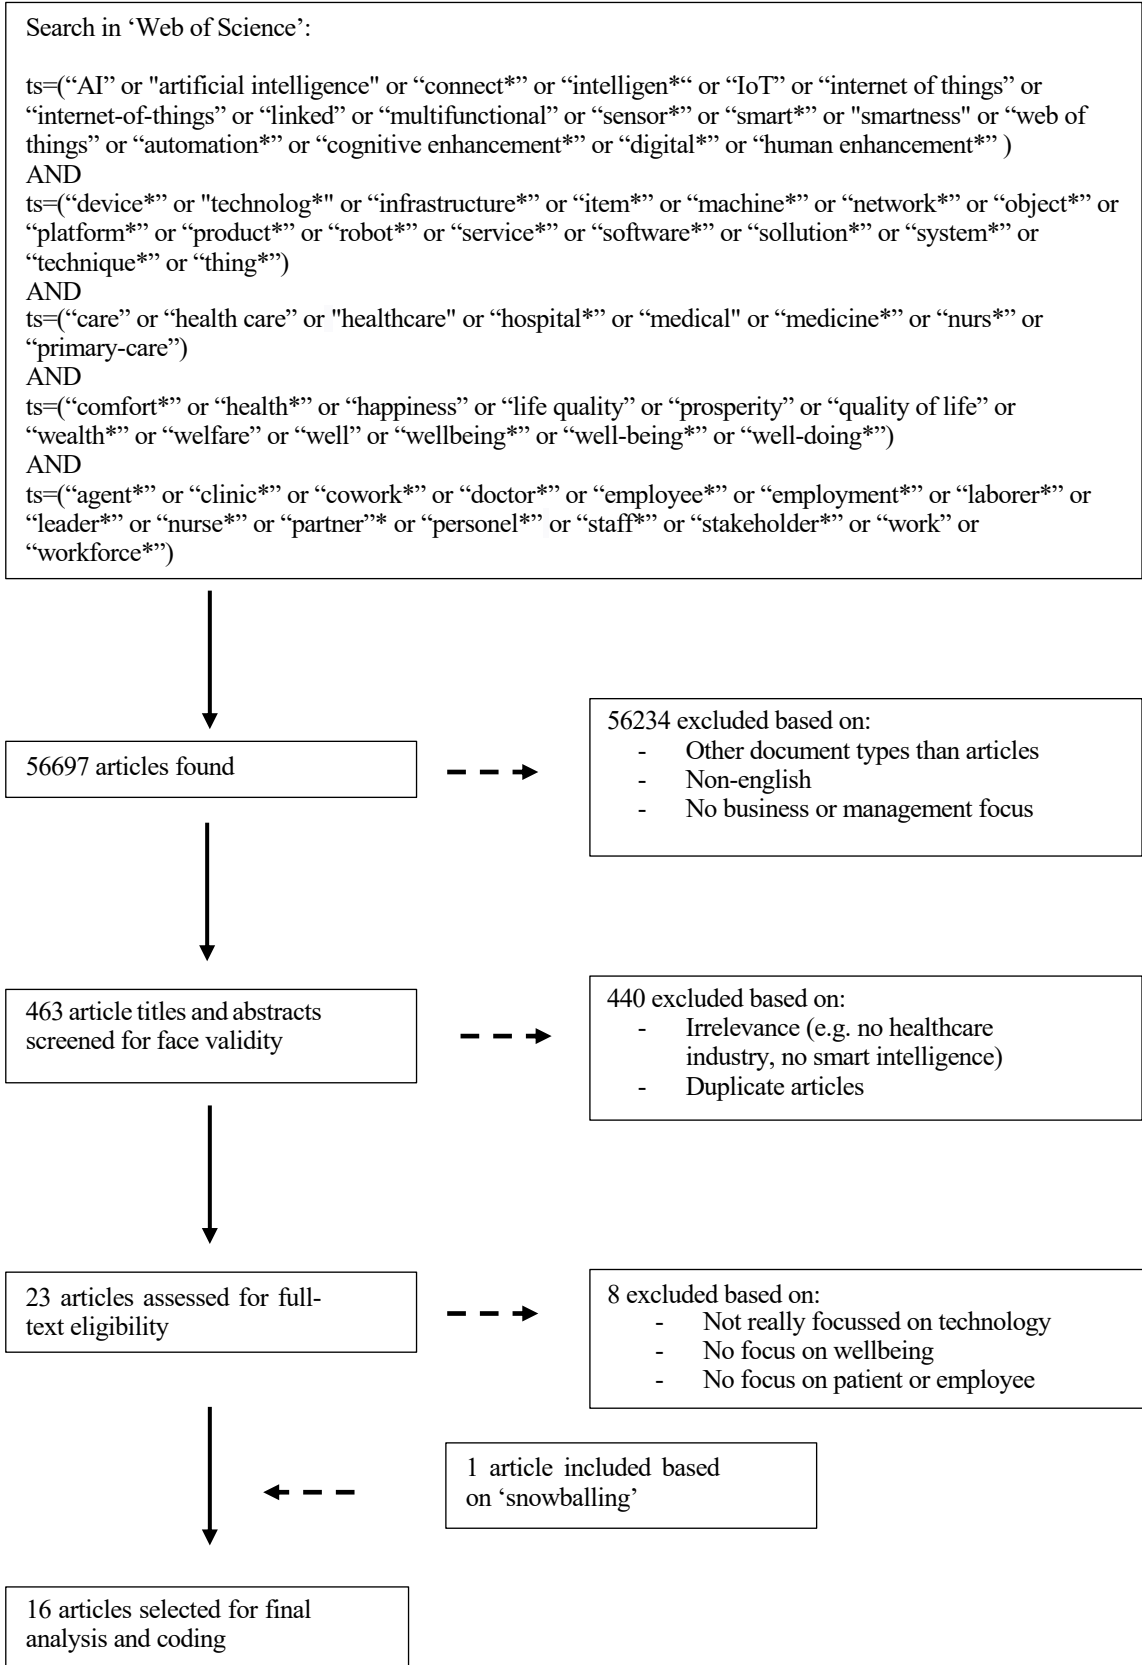 Search in ‘Web of Science’:
ts=(“AI” or "artificial intelligence" or “connect*” or “intelligen*“ or “IoT” or “internet of things” or
“internet-of-things” or “linked” or “multifunctional” or “sensor*” or “smart*” or "smartness" or “web of
things” or “automation*” or “cognitive enhancement*” or “digital*” or “human enhancement*” )
AND
ts=(“device*” or "technolog*" or “infrastructure*” or “item*” or “machine*” or “network*” or “object*” or
“platform*” or “product*” or “robot*” or “service*” or “software*” or “sollution*” or “system*” or
“technique*” or “thing*”)
AND
ts=(“care” or “health care” or "healthcare" or “hospital*” or “medical" or “medicine*” or “nurs*” or
“primary-care”)
AND
ts=(“comfort*” or “health*” or “happiness” or “life quality” or “prosperity” or “quality of life” or
“wealth*” or “welfare” or “well” or “wellbeing*” or “well-being*” or “well-doing*”)
AND
ts=(“agent*” or “clinic*” or “cowork*” or “doctor*” or “employee*” or “employment*” or “laborer*” or
“leader*” or “nurse*” or “partner”* or “personel*” or “staff*” or “stakeholder*” or “work” or
“workforce*”)
56697 articles found
56234 excluded based on:
- Other document types than articles
- Non-english
- No business or management focus
463 article titles and abstracts
screened for face validity
440 excluded based on:
- Irrelevance (e.g. no healthcare
industry, no smart intelligence)
- Duplicate articles
23 articles assessed for full-
text eligibility
8 excluded based on:
- Not really focussed on technology
- No focus on wellbeing
- No focus on patient or employee
1 article included based
on ‘snowballing’
16 articles selected for final
analysis and coding